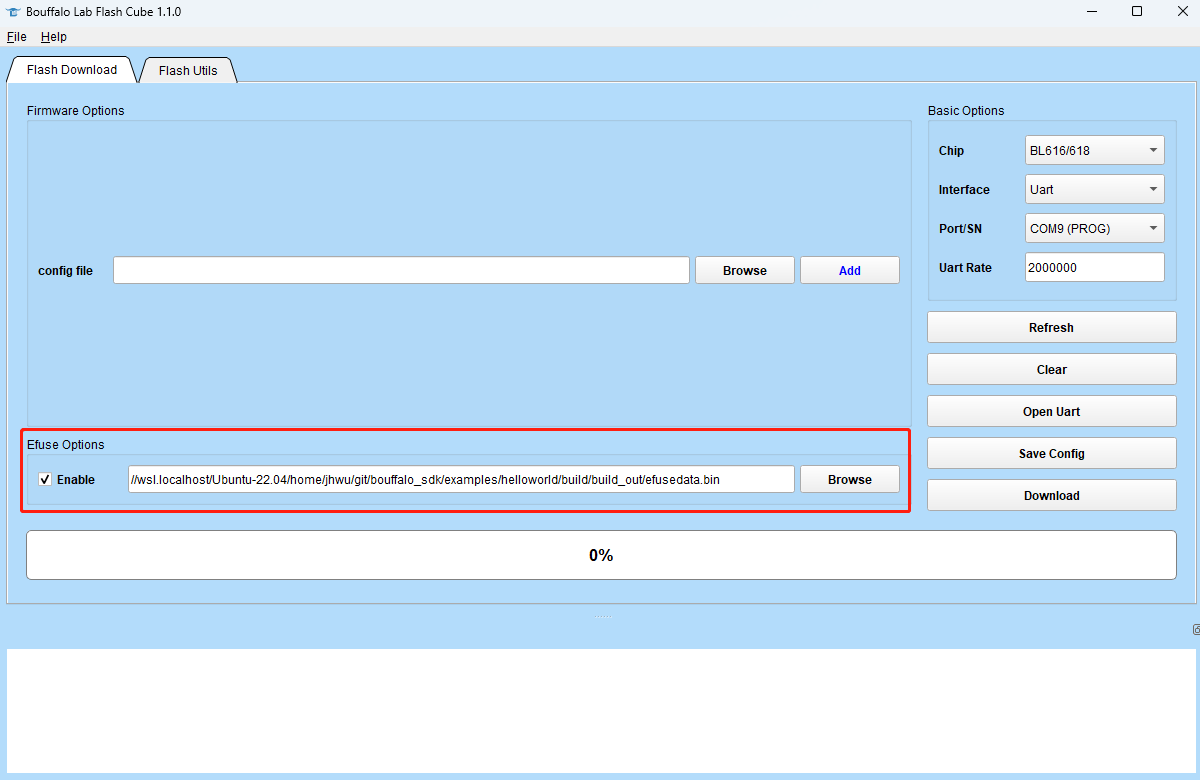 Bouffalo Lab Flash Cube 1.1.0
File Help
Flash Download Flash Utils
Firmware Options
config file Browse Add
Efuse Options
Enable //wsl.localhost/Ubuntu-22.04/home/jhwu/git/bouffalo_sdk/examples/helloworld/build/build_out/efusedata.bin Browse
Basic Options
Chip BL616/618
Interface Uart
Port/SN COM9 (PROG)
Uart Rate 2000000
Refresh
Clear
Open Uart
Save Config
Download
0%